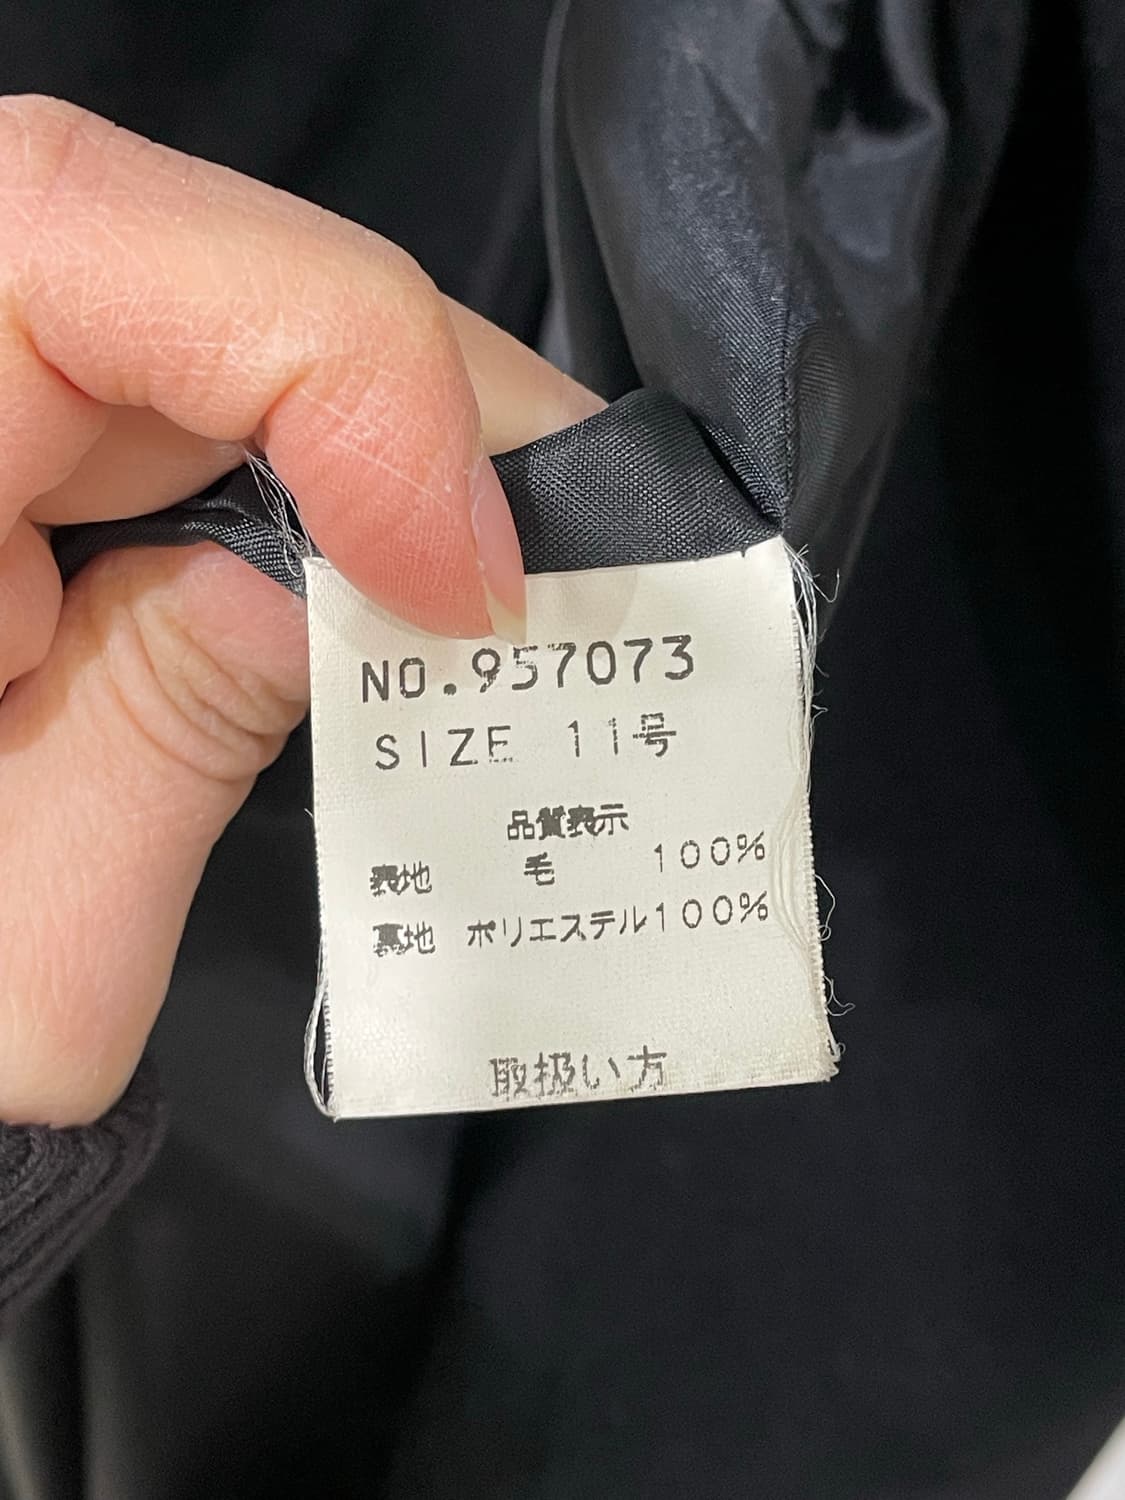 NO.957073
SIZE 11号
品質表示
表地 毛 100%
裏地 ポリエステル100%
取扱い方